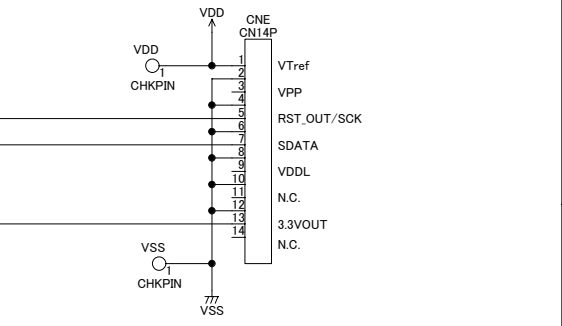 VDD
CNE
CN14P
VDD
1
CHKPIN
1
VTref
2
3
VPP
4
5
RST_OUT/SCK
6
7
SDATA
8
9
VDDL
10
11
N.C.
12
13
3.3VOUT
14
N.C.
VSS
1
CHKPIN
VSS